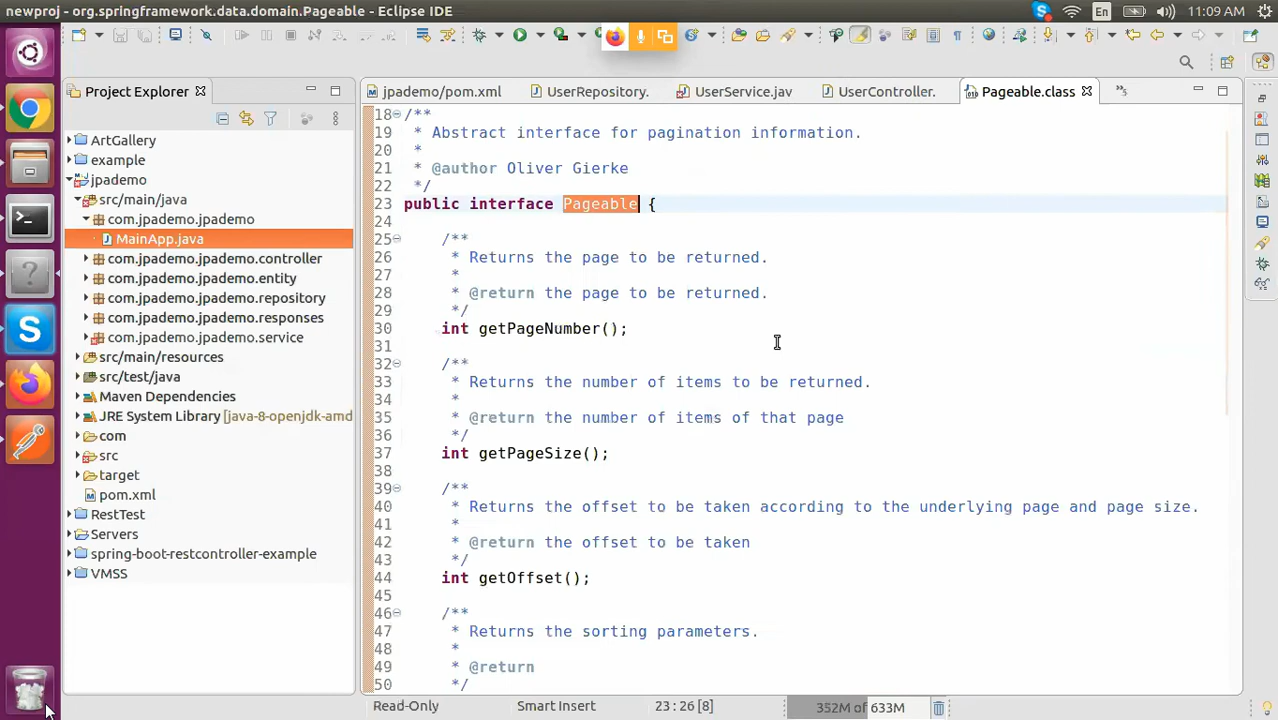 newproj - org.springframework.data.domain.Pageable - Eclipse IDE
En
11:09 AM
Project Explorer
jpademo/pom.xml
UserRepository.
UserService.jav
UserController.
Pageable.class
5
ArtGallery
example
jpademo
src/main/java
com.jpademo.jpademo
MainApp.java
com.jpademo.jpademo.controller
com.jpademo.jpademo.entity
com.jpademo.jpademo.repository
com.jpademo.jpademo.responses
com.jpademo.jpademo.service
src/main/resources
src/test/java
Maven Dependencies
JRE System Library [java-8-openjdk-amd
com
src
target
pom.xml
RestTest
Servers
spring-boot-restcontroller-example
VMSS
18 /**
19 * Abstract interface for pagination information.
20 *
21 * @author Oliver Gierke
22 */
23 public interface Pageable {
24
25 /**
26 * Returns the page to be returned.
27 *
28 * @return the page to be returned.
29 */
30 int getPageNumber();
31
32 /**
33 * Returns the number of items to be returned.
34 *
35 * @return the number of items of that page
36 */
37 int getPageSize();
38
39 /**
40 * Returns the offset to be taken according to the underlying page and page size.
41 *
42 * @return the offset to be taken
43 */
44 int getOffset();
45
46 /**
47 * Returns the sorting parameters.
48 *
49 * @return
50 */
Read-Only
Smart Insert
23 : 26 [8]
352M of 633M